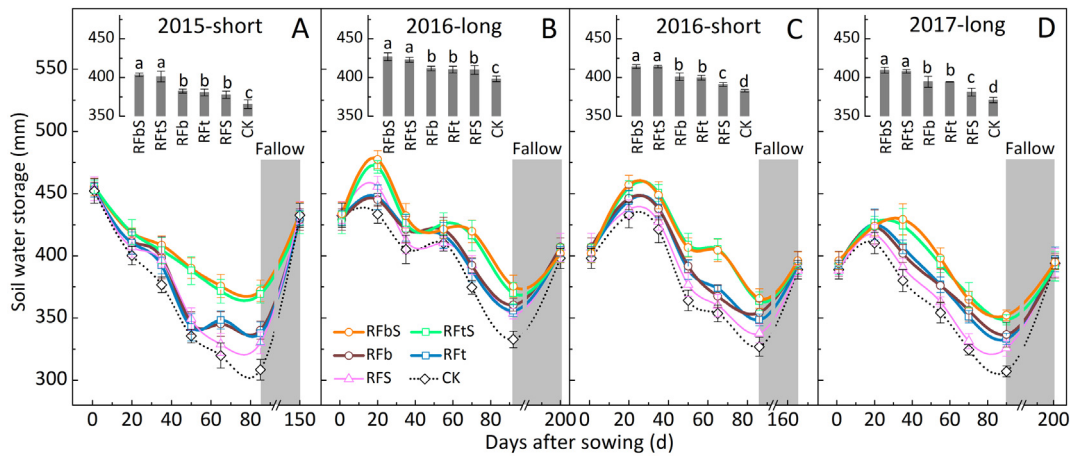 2015-short A
2016-long B
2016-short C
2017-long D
450 a a b b b c
400
350
RFbS RFtS RFb RFt RFS CK
450 a a b b b c
400
350
RFbS RFtS RFb RFt RFS CK
450 a a b b c d
400
350
RFbS RFtS RFb RFt RFS CK
450 a a b b c d
400
350
RFbS RFtS RFb RFt RFS CK
Fallow Fallow Fallow Fallow
Soil water storage (mm)
550
500
450
400
350
300
RFbS RFtS
RFb RFt
RFS CK
0 20 40 60 80 150
0 20 40 60 80 200
0 20 40 60 80 160
0 20 40 60 80 200
Days after sowing (d)